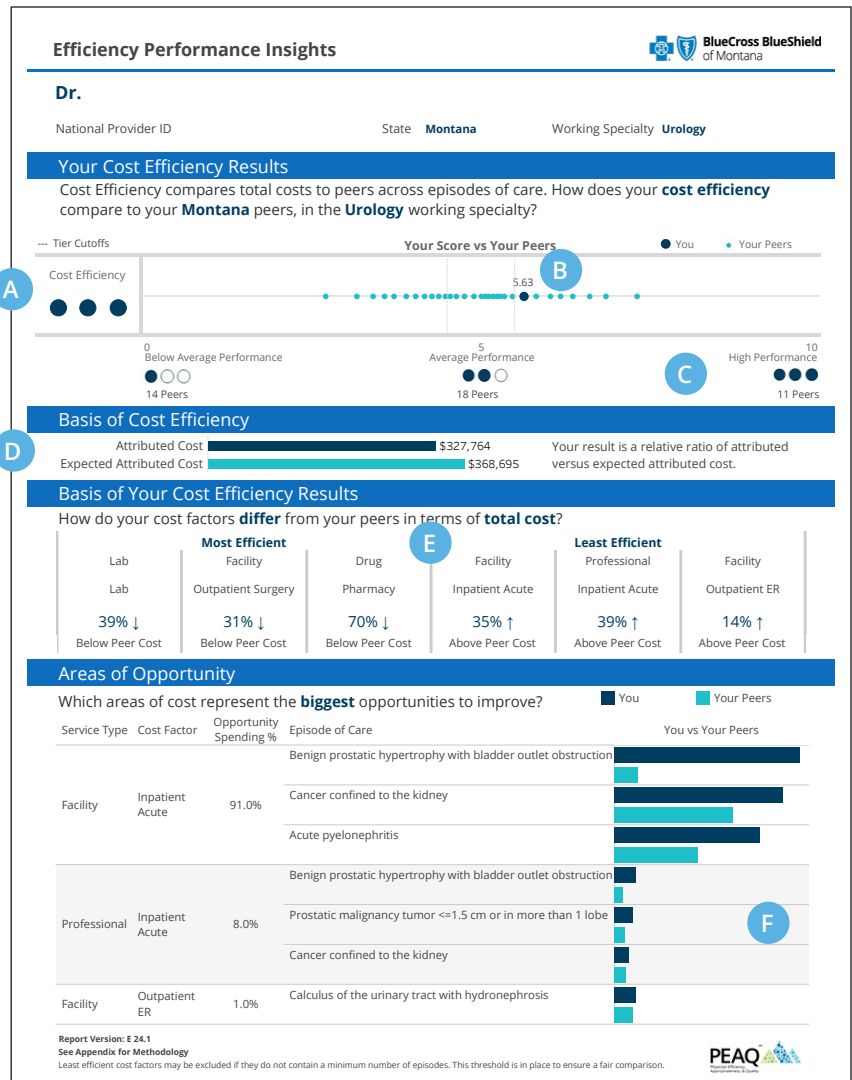 Efficiency Performance Insights
BlueCross BlueShield
of Montana
Dr.
National Provider ID State Montana Working Specialty Urology
Your Cost Efficiency Results
Cost Efficiency compares total costs to peers across episodes of care. How does your cost efficiency
compare to your Montana peers, in the Urology working specialty?
--- Tier Cutoffs Your Score vs Your Peers You Your Peers
A
Cost Efficiency
B
5.63
0 5 10
Below Average Performance Average Performance High Performance
C
14 Peers 18 Peers 11 Peers
Basis of Cost Efficiency
D
Attributed Cost $327,764
Expected Attributed Cost $368,695
Your result is a relative ratio of attributed
versus expected attributed cost.
Basis of Your Cost Efficiency Results
How do your cost factors differ from your peers in terms of total cost?
E
Most Efficient Least Efficient
Lab Facility Drug Facility Professional Facility
Lab Outpatient Surgery Pharmacy Inpatient Acute Inpatient Acute Outpatient ER
39% ↓ 31% ↓ 70% ↓ 35% ↑ 39% ↑ 14% ↑
Below Peer Cost Below Peer Cost Below Peer Cost Above Peer Cost Above Peer Cost Above Peer Cost
Areas of Opportunity
Which areas of cost represent the biggest opportunities to improve? You Your Peers
Service Type Cost Factor Opportunity
Spending % Episode of Care You vs Your Peers
Benign prostatic hypertrophy with bladder outlet obstruction
Facility Inpatient
Acute 91.0% Cancer confined to the kidney
Acute pyelonephritis
Benign prostatic hypertrophy with bladder outlet obstruction
Professional Inpatient
Acute 8.0% Prostatic malignancy tumor <=1.5 cm or in more than 1 lobe
F
Cancer confined to the kidney
Facility Outpatient
ER 1.0% Calculus of the urinary tract with hydronephrosis
Report Version: E 24.1
See Appendix for Methodology
Least efficient cost factors may be excluded if they do not contain a minimum number of episodes. This threshold is in place to ensure a fair comparison.
PEAQ™
Physician Efficiency
Appropriateness, & Quality